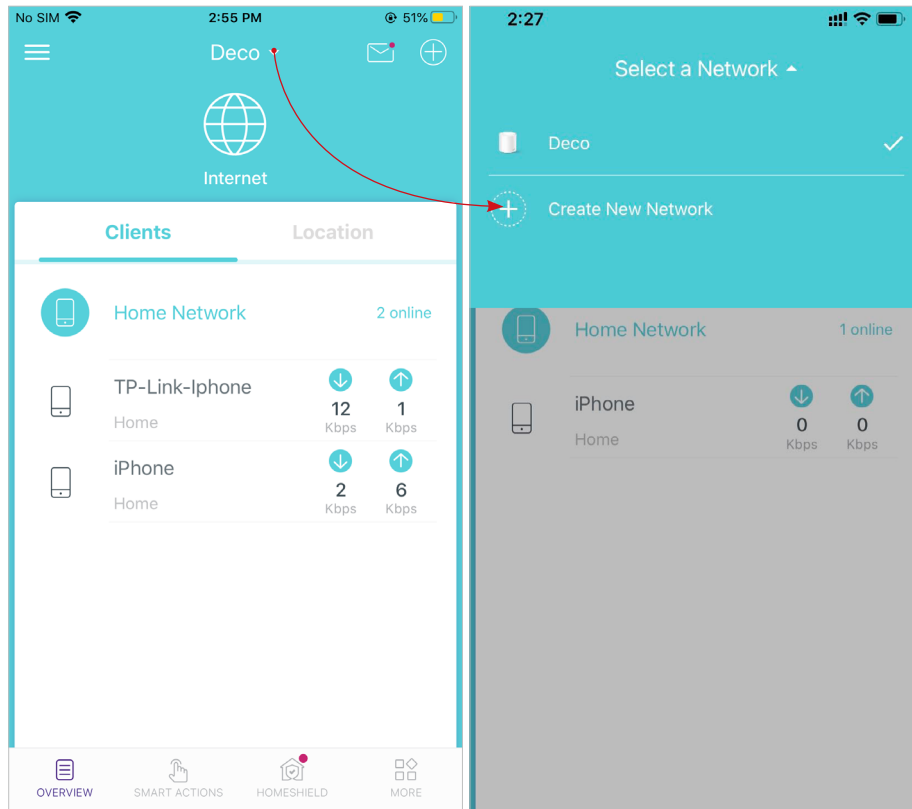 No SIM 2:55 PM 51%
Deco
Internet
Clients Location
Home Network 2 online
TP-Link-Iphone
12 1
Home Kbps Kbps
iPhone
2 6
Home Kbps Kbps
OVERVIEW SMART ACTIONS HOMESHIELD MORE
2:27
Select a Network
Deco
Create New Network
Home Network 1 online
iPhone
0 0
Home Kbps Kbps